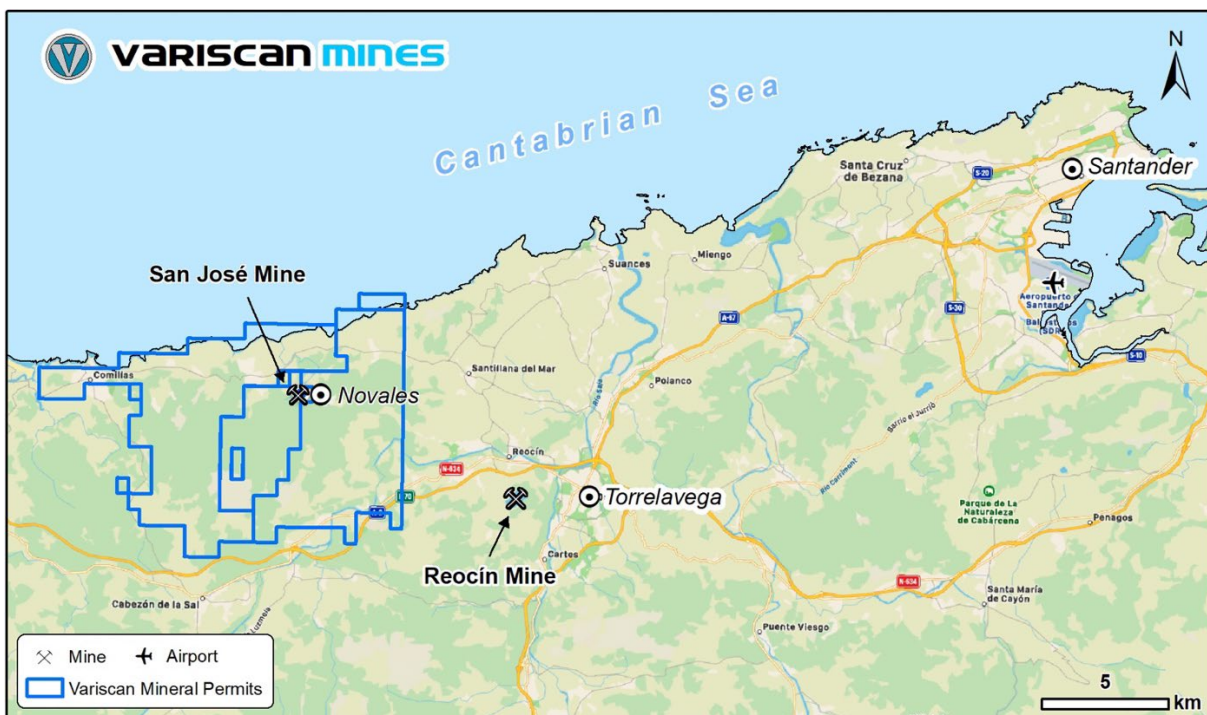 VARISCAN MINES
N
Cantabrian Sea
Santa Cruz
de Bezana
S-20
Santander
Suances
Miengo
San José Mine
Aeropuerto
Santande
(SDR)
A-67
S-30
S-10
Comillas
Santillana del Mar
Polanco
Novales
Barrio el Jurrió
Reocín
N-634
Torrelavega
Parque de La
Naturaleza
de Cabárcena
Penagos
Cartes
Reocín Mine
N-634
Santa María
de Cayón
Cabezón de la Sal
Puente Viesgo
Mine
Airport
Variscan Mineral Permits
5
km